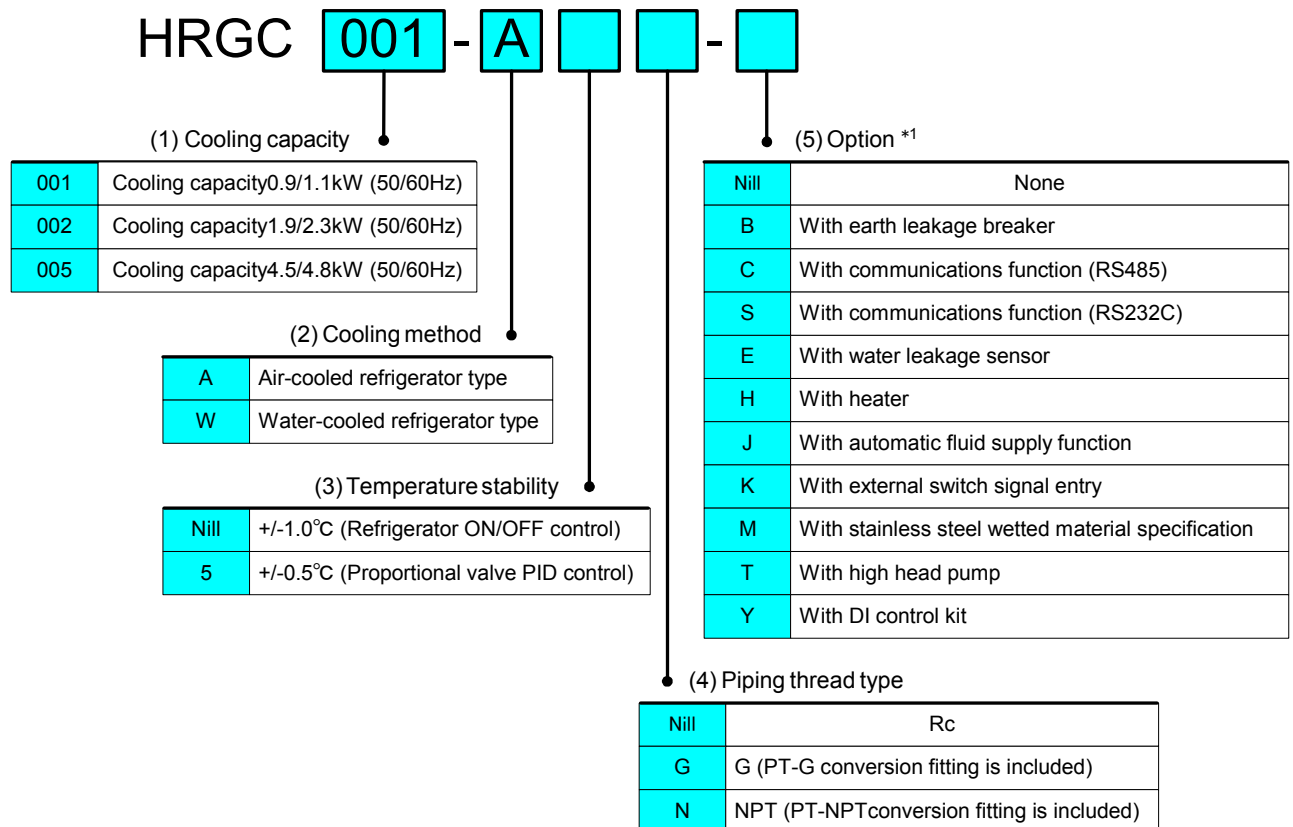 HRGC 001 - A -
(1) Cooling capacity
001 Cooling capacity0.9/1.1kW (50/60Hz)
002 Cooling capacity1.9/2.3kW (50/60Hz)
005 Cooling capacity4.5/4.8kW (50/60Hz)
(2) Cooling method
A Air-cooled refrigerator type
W Water-cooled refrigerator type
(3) Temperature stability
Nill +/-1.0℃ (Refrigerator ON/OFF control)
5 +/-0.5℃ (Proportional valve PID control)
(5) Option *1
Nill None
B With earth leakage breaker
C With communications function (RS485)
S With communications function (RS232C)
E With water leakage sensor
H With heater
J With automatic fluid supply function
K With external switch signal entry
M With stainless steel wetted material specification
T With high head pump
Y With DI control kit
(4) Piping thread type
Nill Rc
G G (PT-G conversion fitting is included)
N NPT (PT-NPTconversion fitting is included)